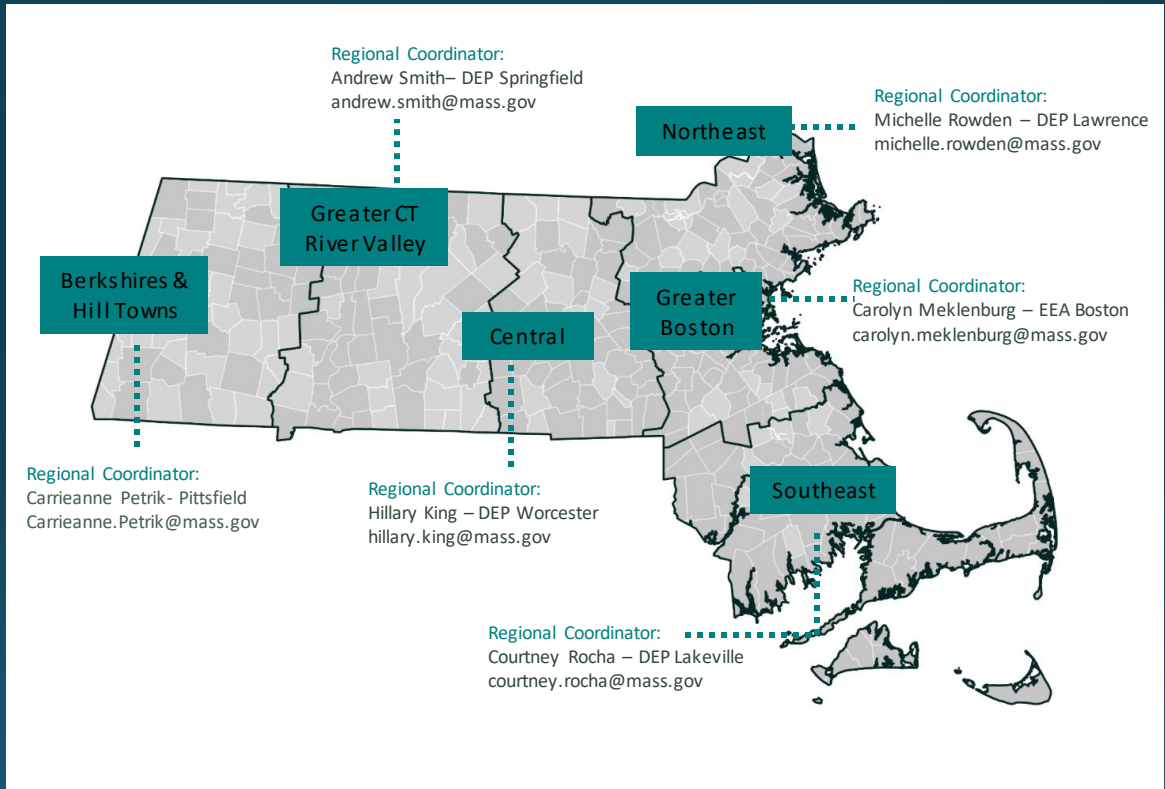 Regional Coordinator:
Andrew Smith– DEP Springfield
andrew.smith@mass.gov
Regional Coordinator:
Michelle Rowden – DEP Lawrence
michelle.rowden@mass.gov
Northeast
Greater CT
River Valley
Berkshires &
Hill Towns
Greater
Boston
Regional Coordinator:
Carolyn Meklenburg – EEA Boston
carolyn.meklenburg@mass.gov
Central
Regional Coordinator:
Carrieanne Petrik- Pittsfield
Carrieanne.Petrik@mass.gov
Regional Coordinator:
Hillary King – DEP Worcester
hillary.king@mass.gov
Southeast
Regional Coordinator:
Courtney Rocha – DEP Lakeville
courtney.rocha@mass.gov